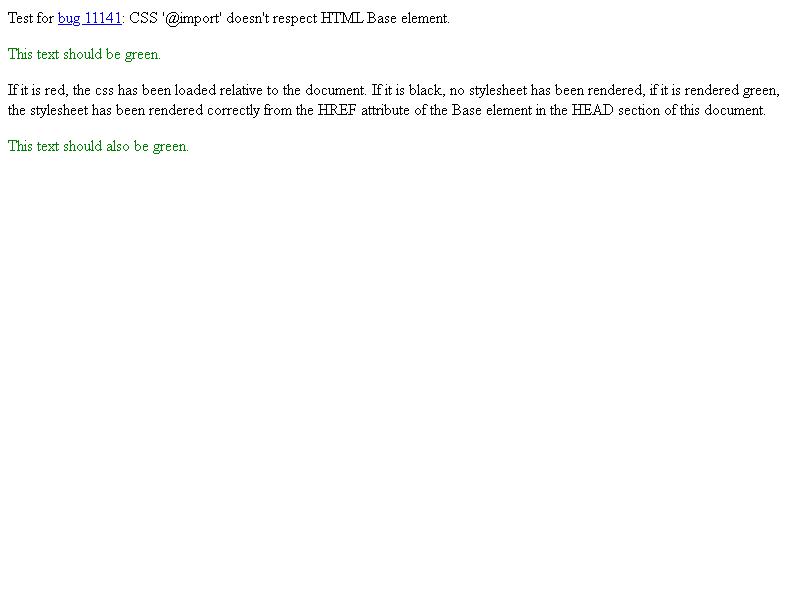 Test for bug 11141: CSS '@import' doesn't respect HTML Base element.
This text should be green.
If it is red, the css has been loaded relative to the document. If it is black, no stylesheet has been rendered, if it is rendered green,
the stylesheet has been rendered correctly from the HREF attribute of the Base element in the HEAD section of this document.
This text should also be green.